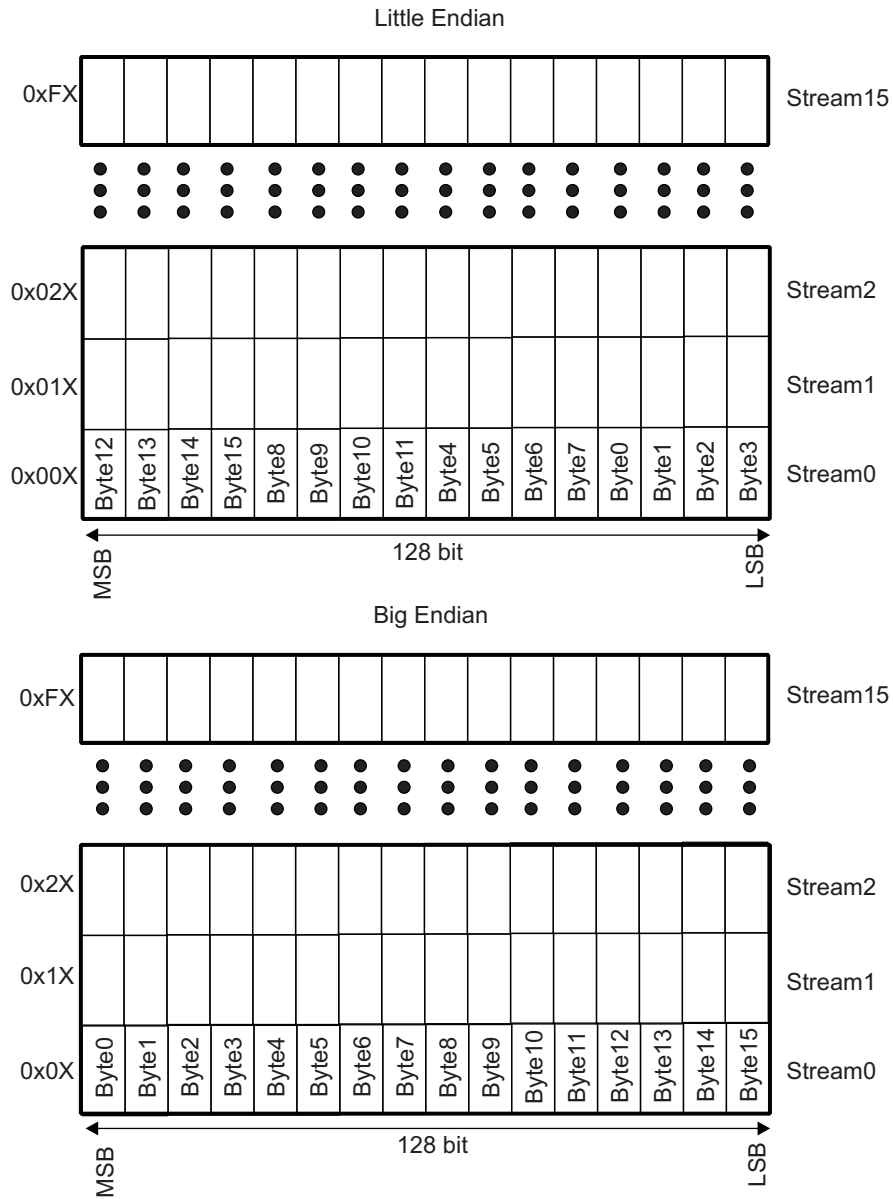 Little Endian
0xFX Stream15
0x02X Stream2
0x01X Stream1
0x00X Byte12 Byte13 Byte14 Byte15 Byte8 Byte9 Byte10 Byte11 Byte4 Byte5 Byte6 Byte7 Byte0 Byte1 Byte2 Byte3 Stream0
MSB 128 bit LSB
Big Endian
0xFX Stream15
0x2X Stream2
0x1X Stream1
0x0X Byte0 Byte1 Byte2 Byte3 Byte4 Byte5 Byte6 Byte7 Byte8 Byte9 Byte10 Byte11 Byte12 Byte13 Byte14 Byte15 Stream0
MSB 128 bit LSB